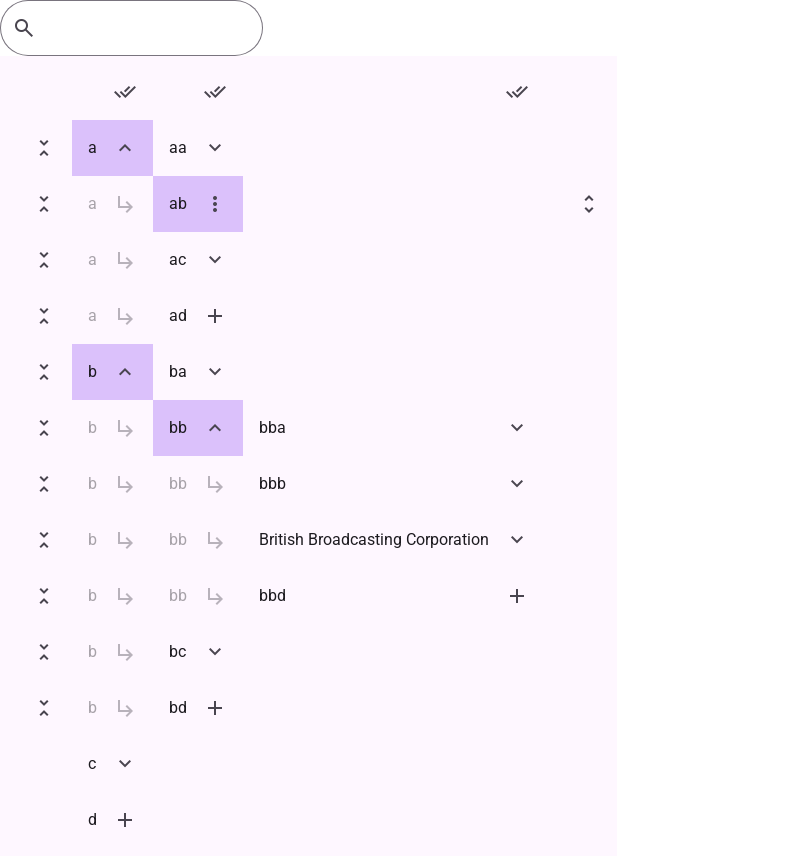 a aa
a ab
a ac
a ad
b ba
b bb bba
b bb bbb
b bb British Broadcasting Corporation
b bb bbd
b bc
b bd
c
d